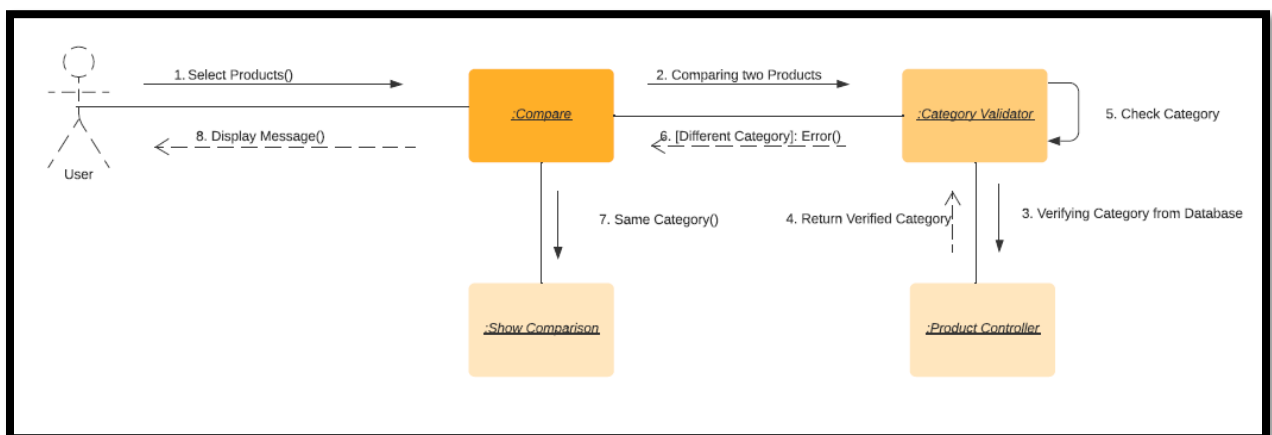 1. Select Products()
2. Comparing two Products
:Compare
:Category Validator
5. Check Category
8. Display Message()
6. [Different Category]: Error()
User
7. Same Category()
4. Return Verified Category
3. Verifying Category from Database
:Show Comparison
:Product Controller